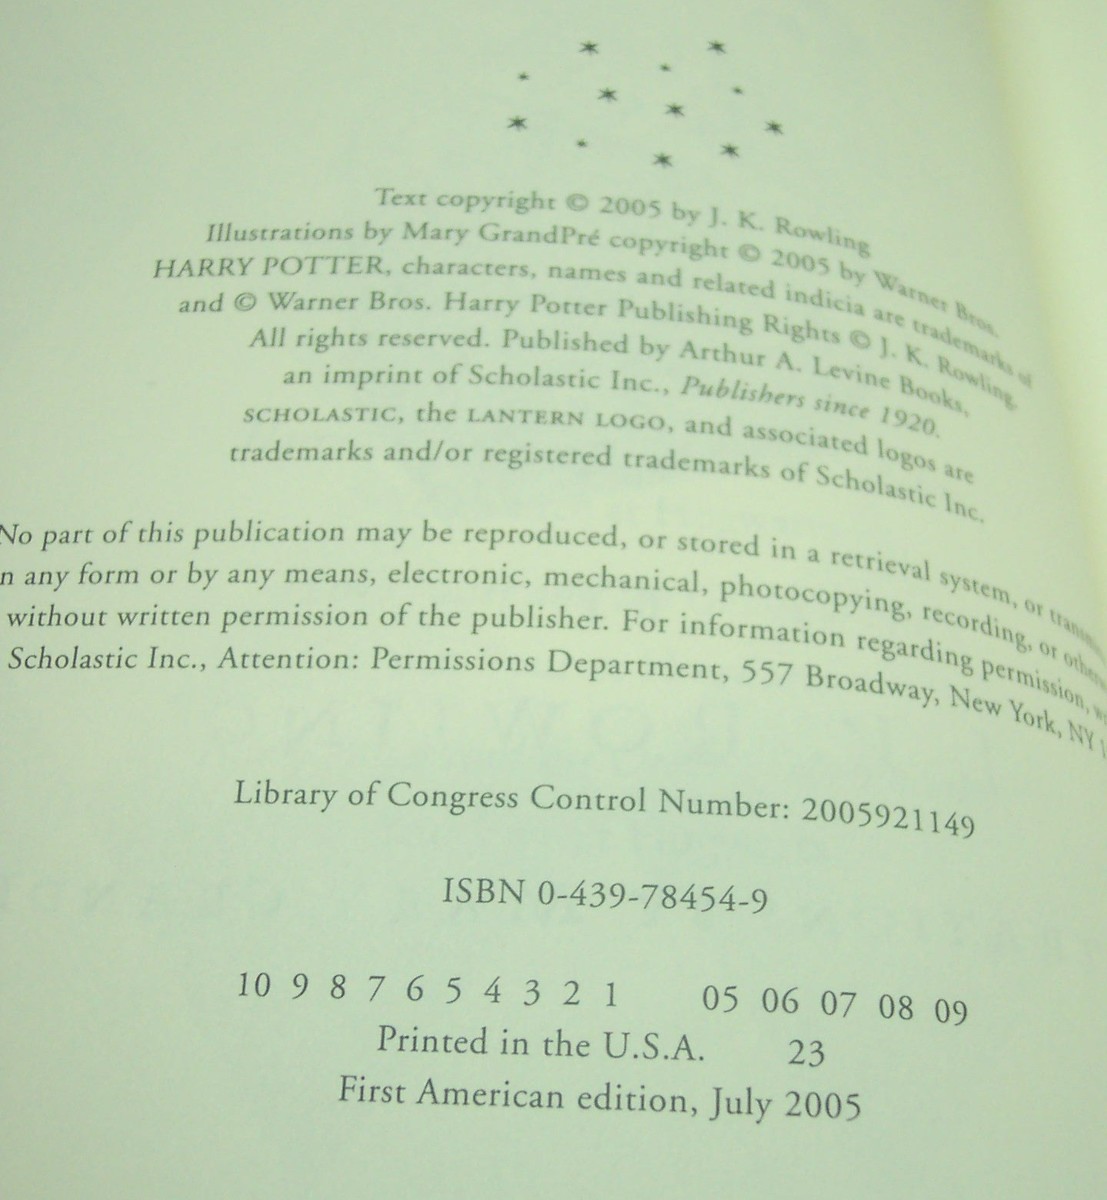 Text copyright © 2005 by J. K. Rowling
Illustrations by Mary GrandPré copyright © 2005 by Warner Bros.
HARRY POTTER, characters, names and related indicia are trademarks of
and © Warner Bros. Harry Potter Publishing Rights © J. K. Rowling.
All rights reserved. Published by Arthur A. Levine Books,
an imprint of Scholastic Inc., Publishers since 1920.
SCHOLASTIC, the LANTERN LOGO, and associated logos are
trademarks and/or registered trademarks of Scholastic Inc.
No part of this publication may be reproduced, or stored in a retrieval system, or
n any form or by any means, electronic, mechanical, photocopying, recording, or
without written permission of the publisher. For information regarding permission,
Scholastic Inc., Attention: Permissions Department, 557 Broadway, New York, NY
Library of Congress Control Number: 2005921149
ISBN 0-439-78454-9
10 9 8 7 6 5 4 3 2 1 05 06 07 08 09
Printed in the U.S.A. 23
First American edition, July 2005